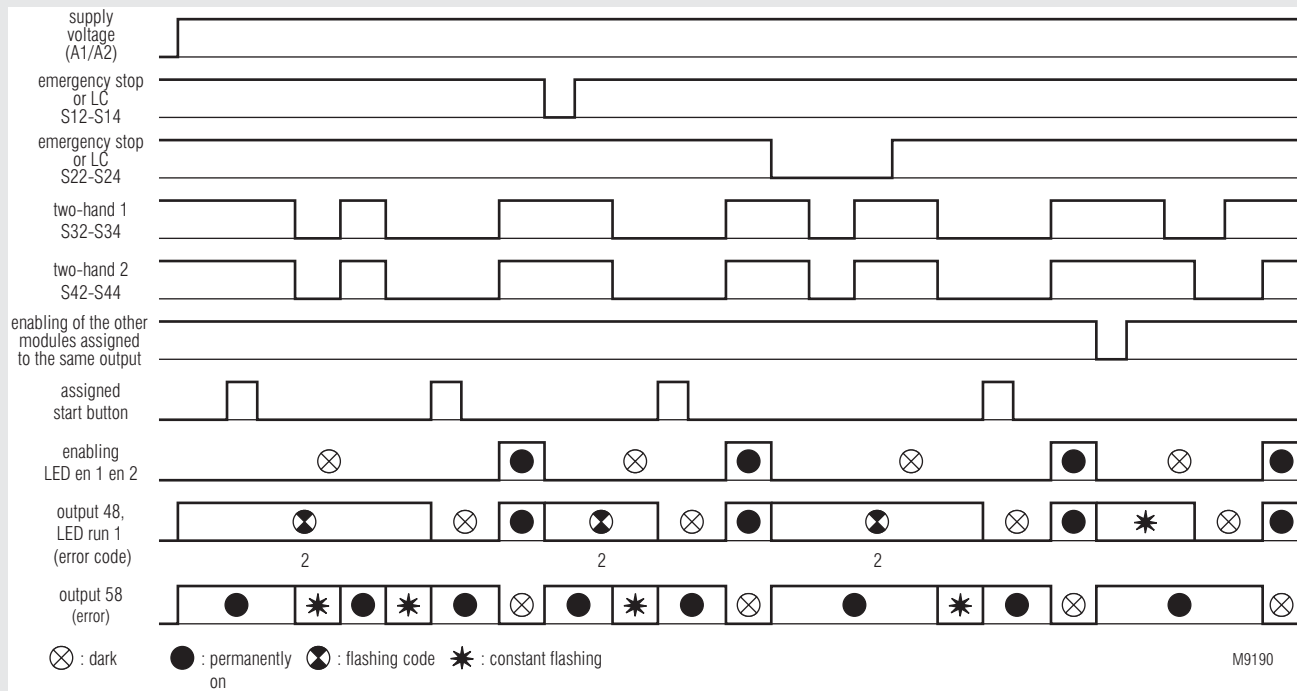 supply
voltage
(A1/A2)
emergency stop
or LC
S12-S14
emergency stop
or LC
S22-S24
two-hand 1
S32-S34
two-hand 2
S42-S44
enabling of the other
modules assigned
to the same output
assigned
start button
enabling
LED en 1 en 2
output 48,
LED run 1
(error code)
2
2
2
output 58
(error)
: dark
: permanently
on
: flashing code
: constant flashing
M9190